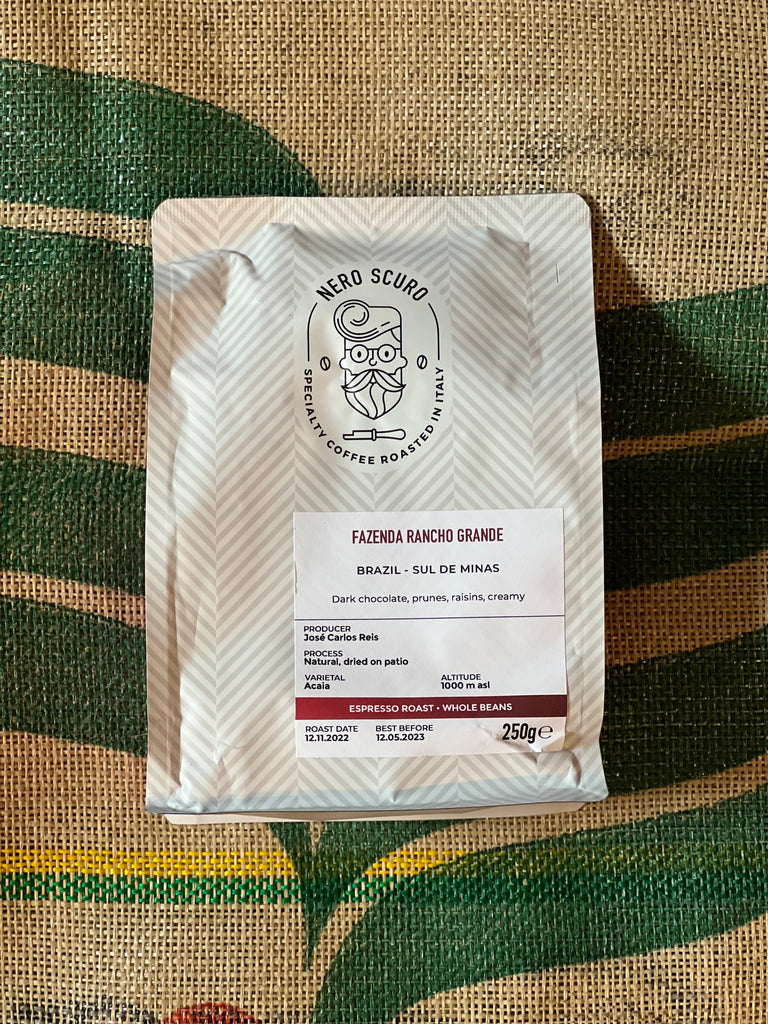 NERO SCURO
SPECIALTY COFFEE ROASTED IN ITALY
FAZENDA RANCHO GRANDE
BRAZIL - SUL DE MINAS
Dark chocolate, prunes, raisins, creamy
PRODUCER
José Carlos Reis
PROCESS
Natural, dried on patio
VARIETAL ALTITUDE
Acaia 1000 m asl
ESPRESSO ROAST • WHOLE BEANS
ROAST DATE BEST BEFORE
12.11.2022 12.05.2023 250g℮